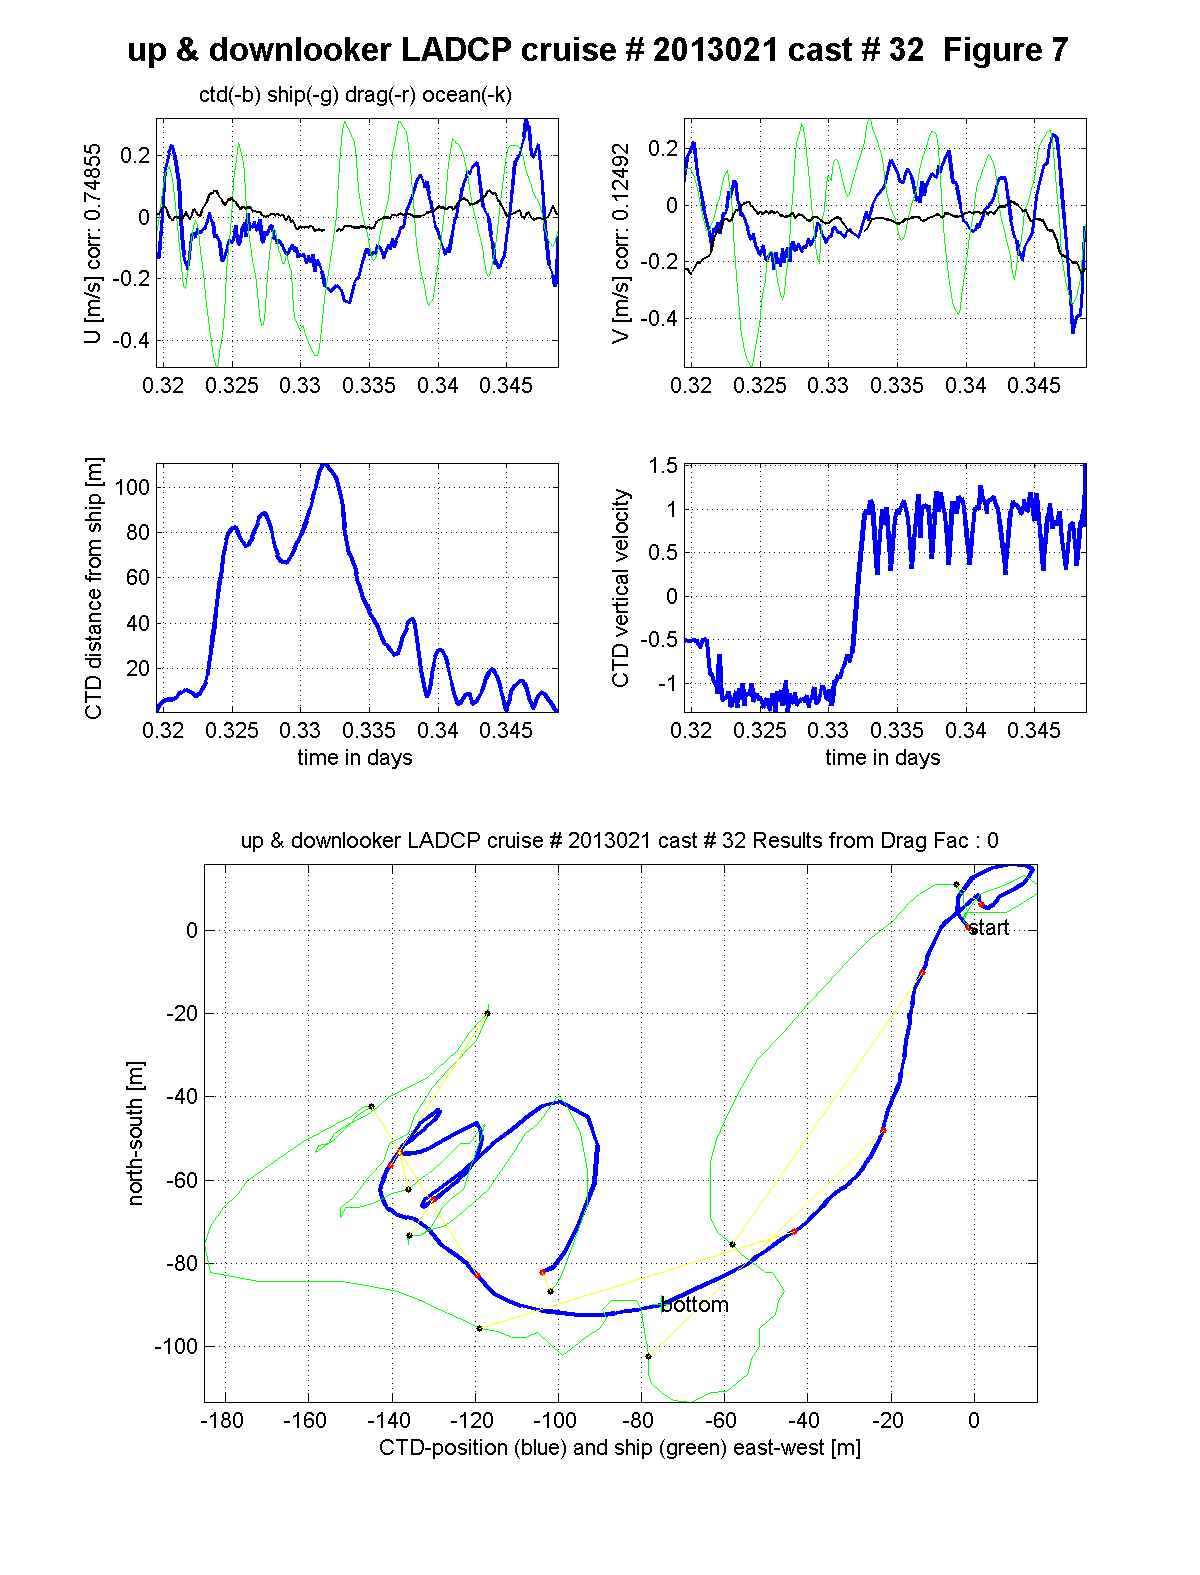 up & downlooker LADCP cruise # 2013021 cast # 32  Figure 7
ctd(-b) ship(-g) drag(-r) ocean(-k)
U [m/s] corr: 0.74855
0.2
0
-0.2
-0.4
0.32 0.325 0.33 0.335 0.34 0.345
V [m/s] corr: 0.12492
0.2
0
-0.2
-0.4
0.32 0.325 0.33 0.335 0.34 0.345
CTD distance from ship [m]
100
80
60
40
20
0.32 0.325 0.33 0.335 0.34 0.345
time in days
CTD vertical velocity
1.5
1
0.5
0
-0.5
-1
0.32 0.325 0.33 0.335 0.34 0.345
time in days
up & downlooker LADCP cruise # 2013021 cast # 32 Results from Drag Fac : 0
north-south [m]
0
-20
-40
-60
-80
-100
start
bottom
-180 -160 -140 -120 -100 -80 -60 -40 -20 0
CTD-position (blue) and ship (green) east-west [m]